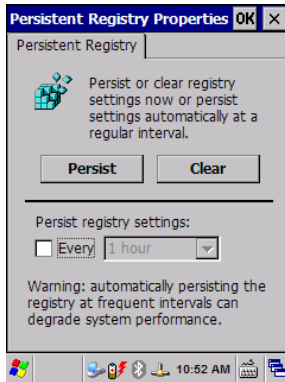 Persistent Registry Properties OK ×
Persistent Registry
Persist or clear registry
settings now or persist
settings automatically at a
regular interval.
Persist Clear
Persist registry settings:
Every 1 hour
Warning: automatically persisting the
registry at frequent intervals can
degrade system performance.
10:52 AM